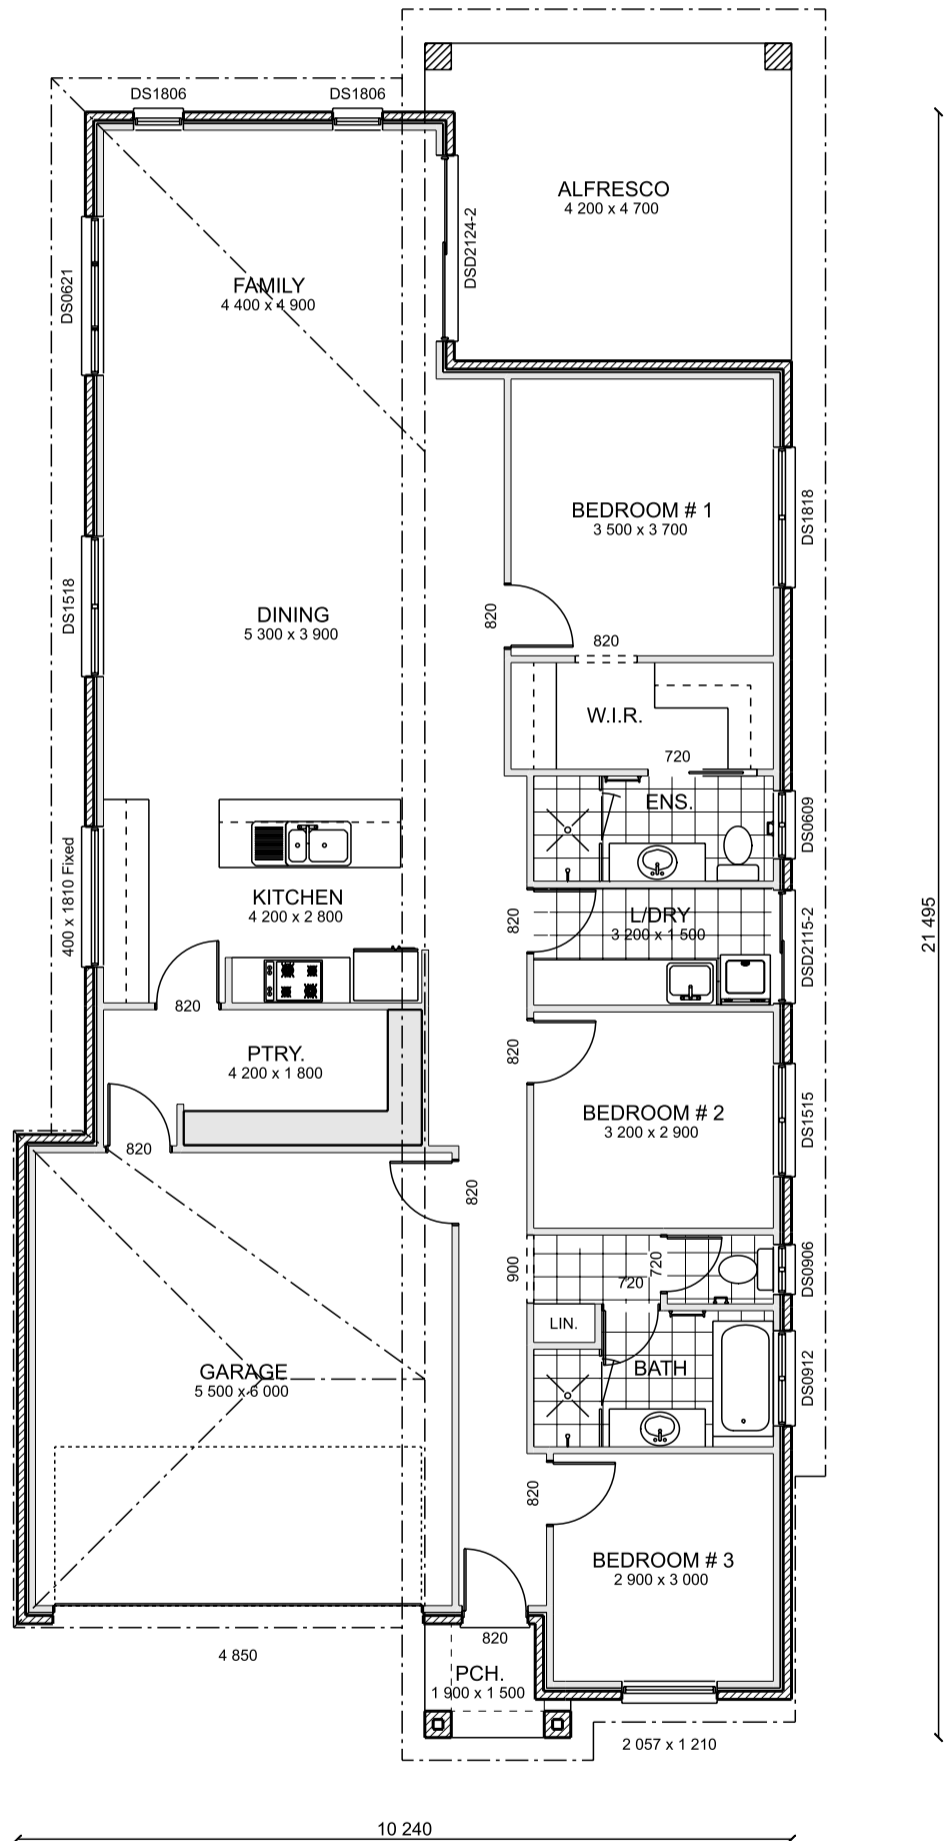 DS1806
DS1806
ALFRESCO
4 200 x 4 700
DSD2124-2
DS0621
FAMILY
4 400 x 4 900
BEDROOM # 1
3 500 x 3 700
DS1818
DS1518
DINING
5 300 x 3 900
820
820
W.I.R.
720
ENS.
DS0609
400 x 1810 Fixed
KITCHEN
4 200 x 2 800
820
L/DRY
3 200 x 1 500
DSD2115-2
21 495
820
820
PTRY.
4 200 x 1 800
BEDROOM # 2
3 200 x 2 900
DS1515
820
820
900
720
720
DS0906
LIN.
GARAGE
5 500 x 6 000
BATH
DS0912
820
BEDROOM # 3
2 900 x 3 000
820
4 850
PCH.
1 900 x 1 500
2 057 x 1 210
10 240